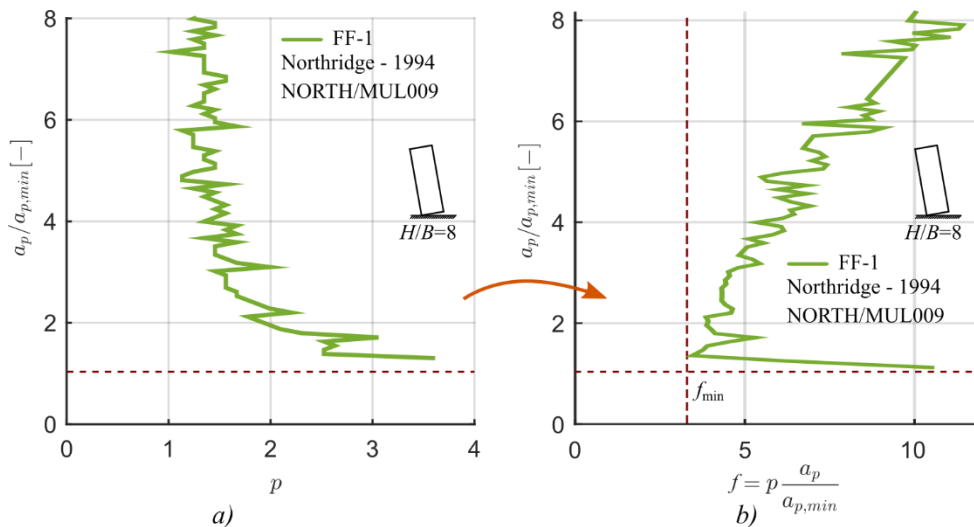 8
6
4
2
0
0
1
2
3
4
a_p/a_{p,min} [−]
p
FF-1
Northridge - 1994
NORTH/MUL009
H/B=8
a)
8
6
4
2
0
0
5
10
a_p/a_{p,min} [−]
H/B=8
FF-1
Northridge - 1994
NORTH/MUL009
f_min
f = p a_p/a_{p,min}
b)